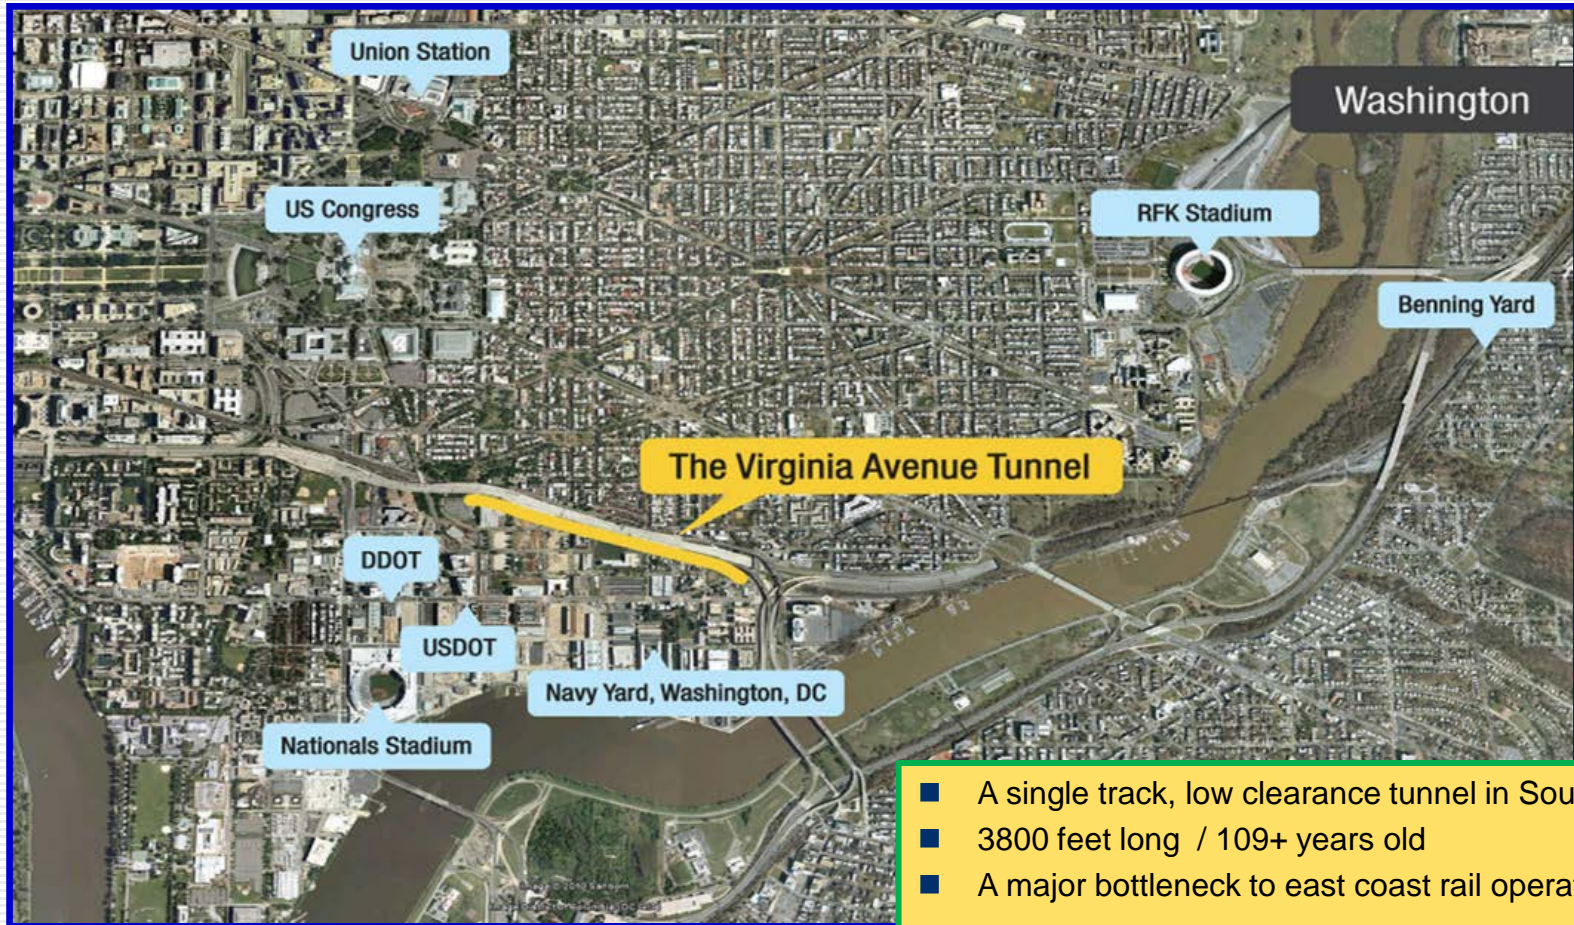 Union Station
Washington
US Congress
RFK Stadium
Benning Yard
The Virginia Avenue Tunnel
DDOT
USDOT
Navy Yard, Washington, DC
Nationals Stadium
A single track, low clearance tunnel in Sou
3800 feet long / 109+ years old
A major bottleneck to east coast rail operat